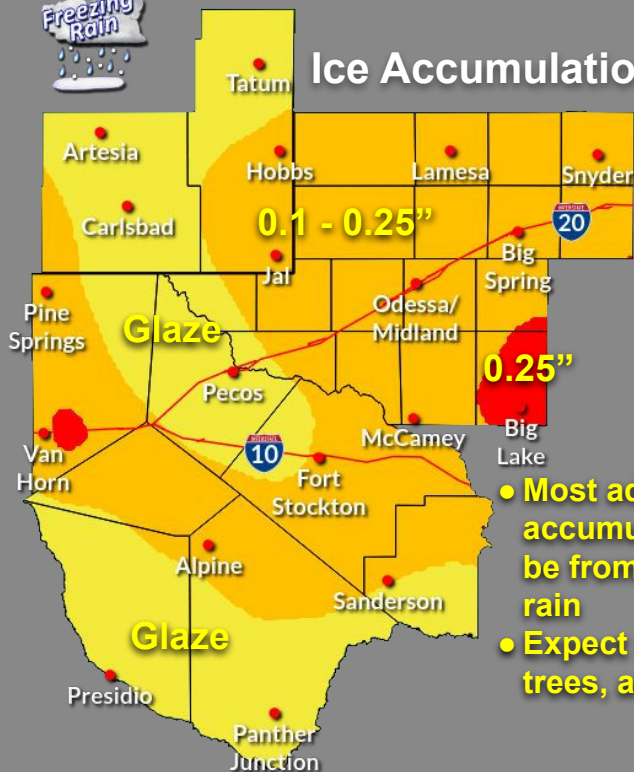 Freezing
Rain
Ice Accumulatio
Tatum
Artesia
Hobbs
Lamesa
Snyder
Carlsbad
0.1 - 0.25”
INTERSTATE
20
Big
Spring
Jal
Odessa/
Midland
Pine
Springs
Glaze
Pecos
0.25”
Van
Horn
INTERSTATE
10
McCamey
Big
Lake
Fort
Stockton
● Most ac
accumu
be from
rain
● Expect
trees, a
Alpine
Sanderson
Glaze
Presidio
Panther
Junction